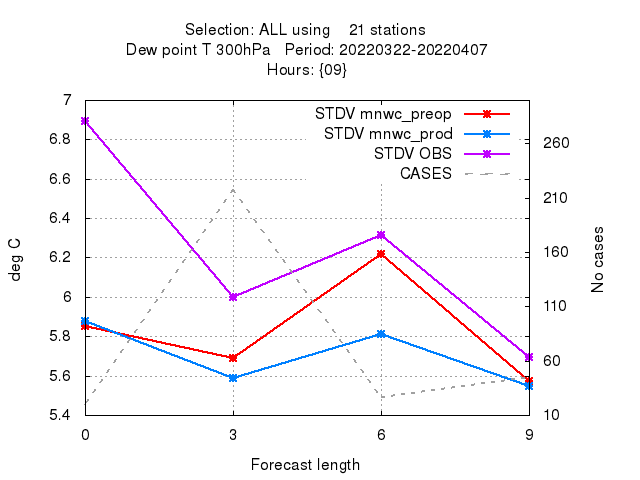 Selection: ALL using    21 stations
Dew point T 300hPa   Period: 20220322-20220407
Hours: {09}
STDV mnwc_preop
STDV mnwc_prod
STDV OBS
CASES
7
6.8
6.6
6.4
6.2
6
5.8
5.6
5.4
deg C
260
210
160
110
60
10
No cases
0 3 6 9
Forecast length